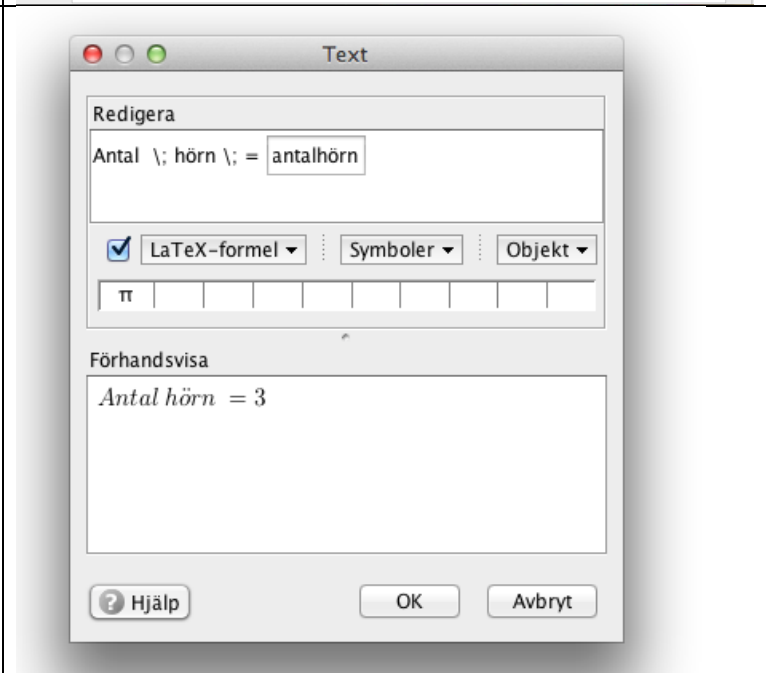 Text
Redigera
Antal \; hörn \; = antalhörn
LaTeX-formel Symboler Objekt
π
Förhandsvisa
Antal hörn = 3
? Hjälp OK Avbryt